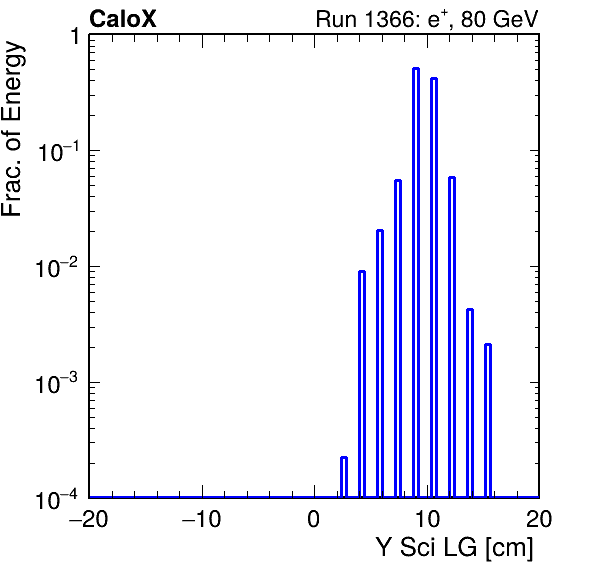 CaloX Run 1366: e⁺, 80 GeV
Frac. of Energy
1
10⁻¹
10⁻²
10⁻³
10⁻⁴
−20 −10 0 10 20
Y Sci LG [cm]